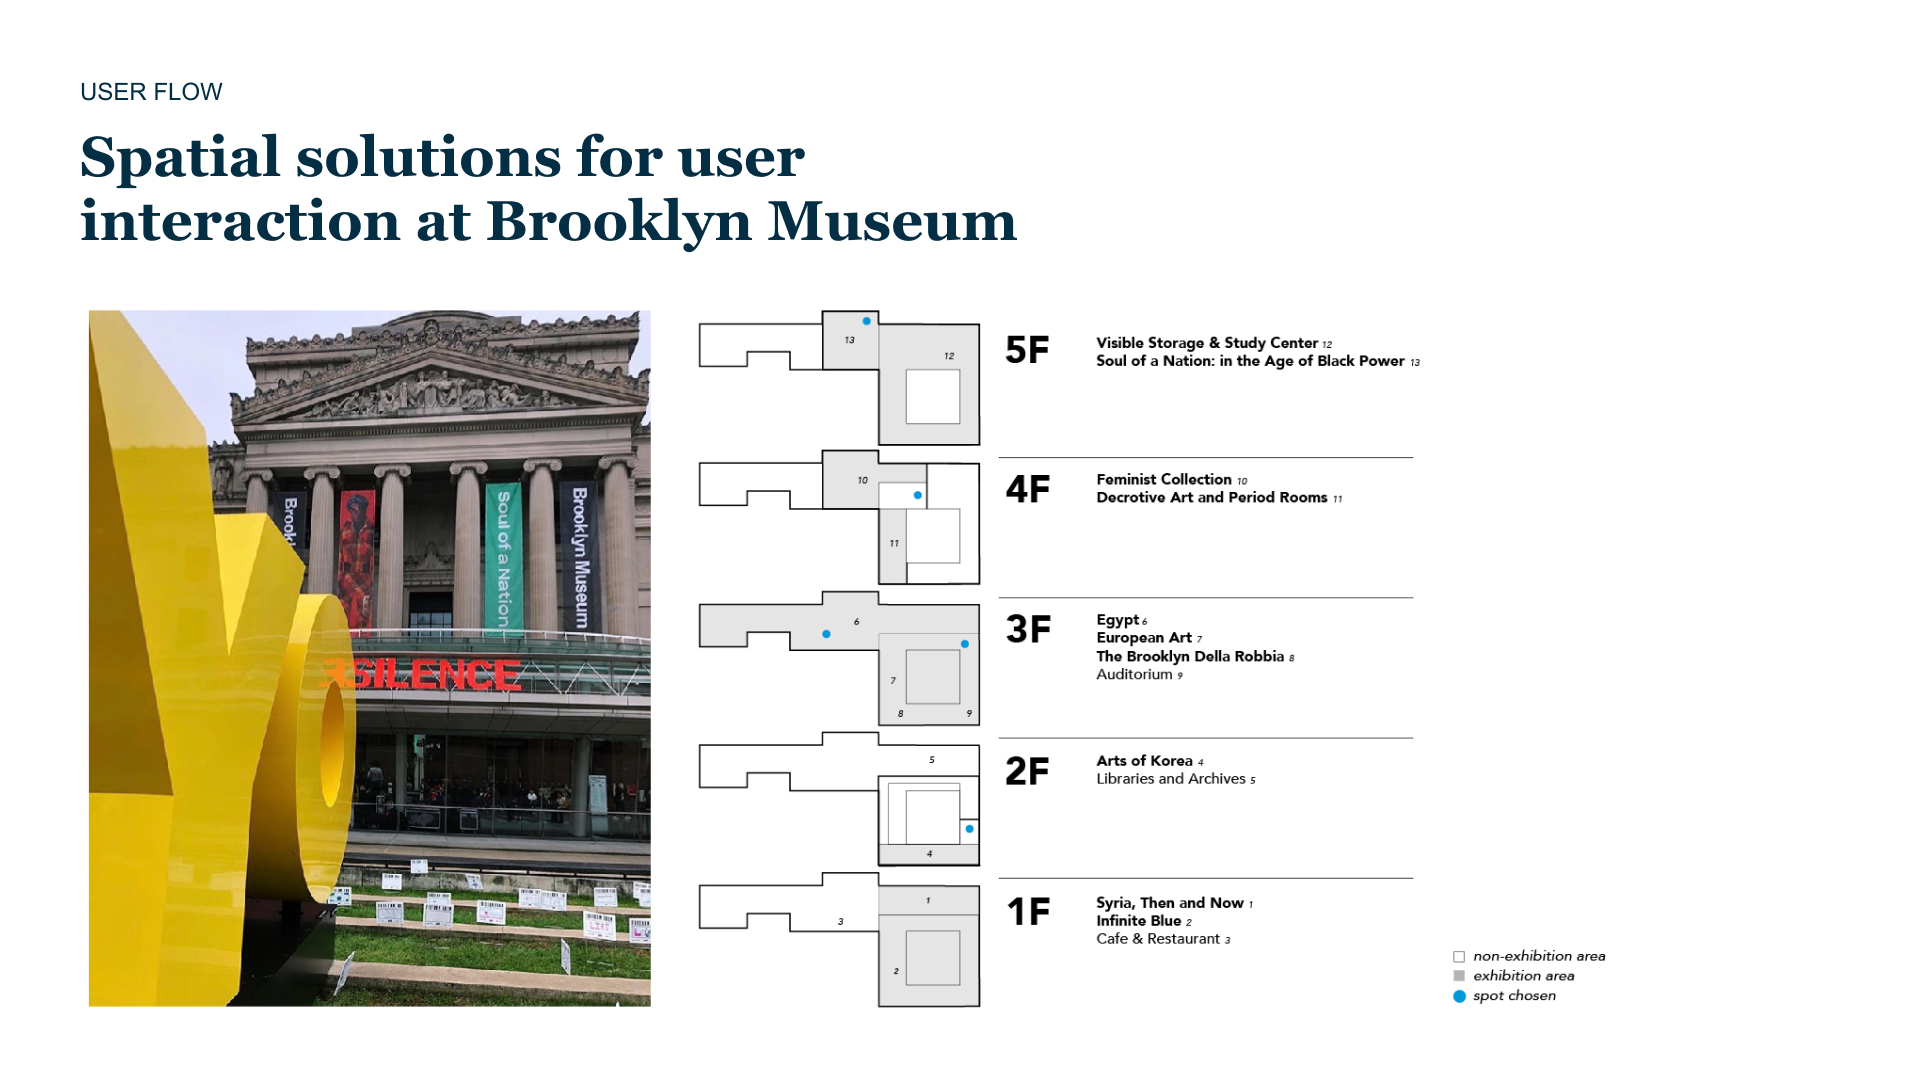 USER FLOW
Spatial solutions for user
interaction at Brooklyn Museum
Brook
Soul of a Nation
Brooklyn Museum
SILENCE
LIES
13
12
5F
Visible Storage & Study Center 12
Soul of a Nation: in the Age of Black Power 13
10
11
4F
Feminist Collection 10
Decrotive Art and Period Rooms 11
6
7
8
9
3F
Egypt 6
European Art 7
The Brooklyn Della Robbia 8
Auditorium 9
5
4
2F
Arts of Korea 4
Libraries and Archives 5
1
3
2
1F
Syria, Then and Now 1
Infinite Blue 2
Cafe & Restaurant 3
non-exhibition area
exhibition area
spot chosen